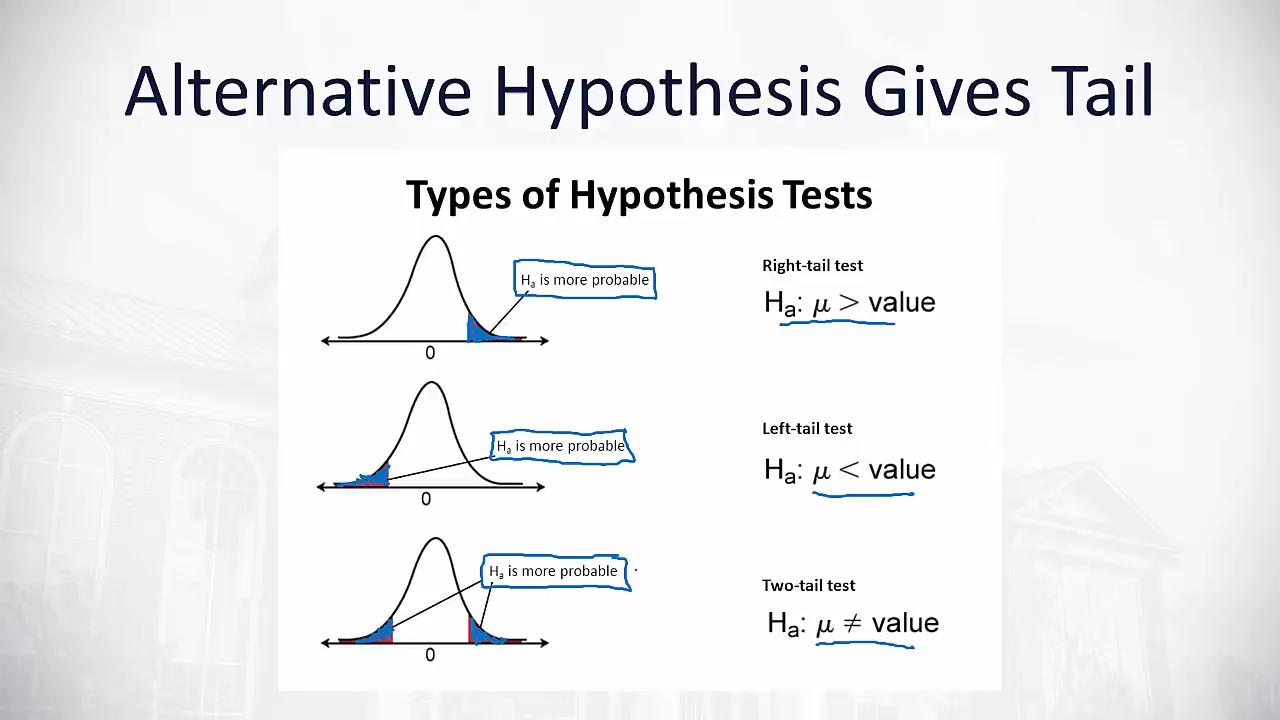 Alternative Hypothesis Gives Tail
Types of Hypothesis Tests
Hₐ is more probable
Right-tail test
Hₐ: μ > value
0
Hₐ is more probable
Left-tail test
Hₐ: μ < value
0
Hₐ is more probable
Two-tail test
Hₐ: μ ≠ value
0